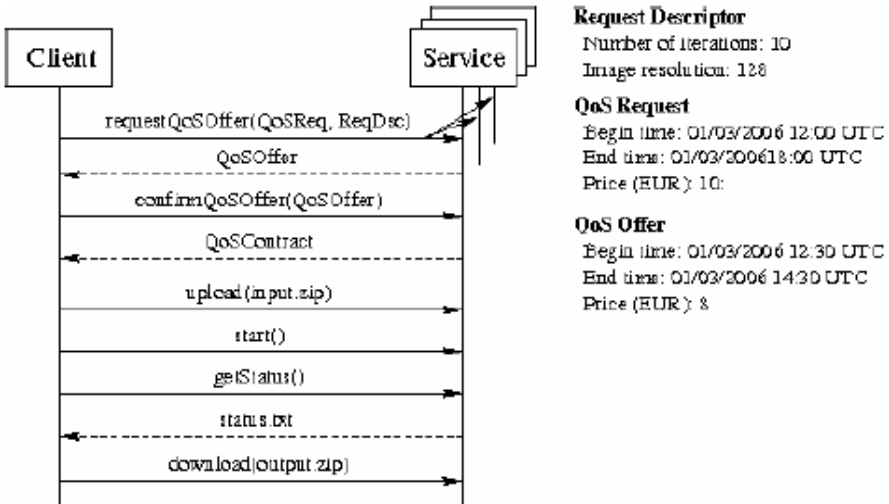 Client
Service
requestQoSOffer(QoSReq, ReqDsc)
QoSOffer
confirmQoSOffer(QoSOffer)
QoSContract
upload(input.zip)
start()
getStatus()
status.txt
download(output.zip)
Request Descriptor
Number of iterations: 10
Image resolution: 128
QoS Request
Begin time: 01/03/2006 12:00 UTC
End time: 01/03/200618:00 UTC
Price (EUR): 10:
QoS Offer
Begin time: 01/03/2006 12:30 UTC
End time: 01/03/2006 14:30 UTC
Price (EUR): 8